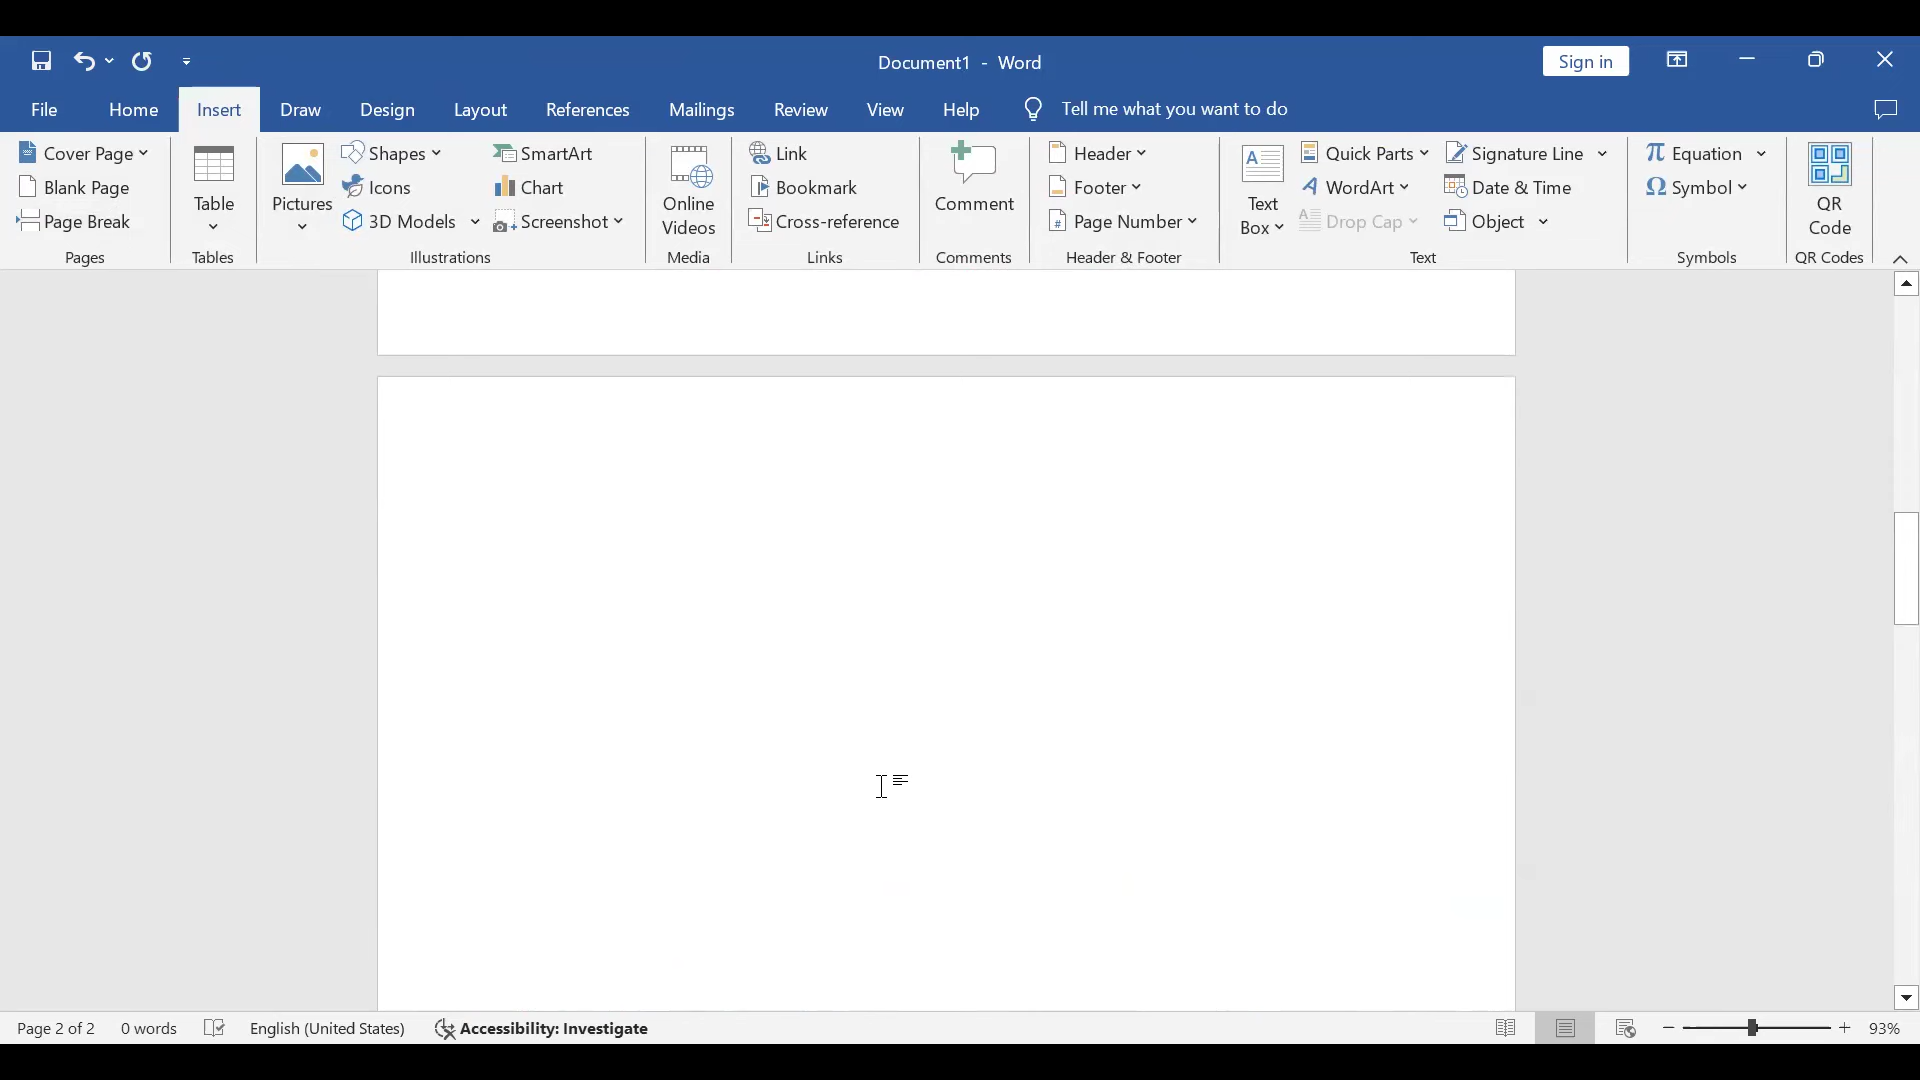 Document1 - Word
Sign in
File Home Insert Draw Design Layout References Mailings Review View Help Tell me what you want to do
Cover Page
Blank Page
Page Break
Pages
Table
Tables
Pictures
Shapes
Icons
3D Models
SmartArt
Chart
Screenshot
Illustrations
Online
Videos
Media
Link
Bookmark
Cross-reference
Links
Comment
Comments
Header
Footer
Page Number
Header & Footer
Text
Box
Quick Parts
WordArt
Drop Cap
Signature Line
Date & Time
Object
Text
Equation
Symbol
Symbols
QR
Code
QR Codes
Page 2 of 2 0 words English (United States) Accessibility: Investigate 93%